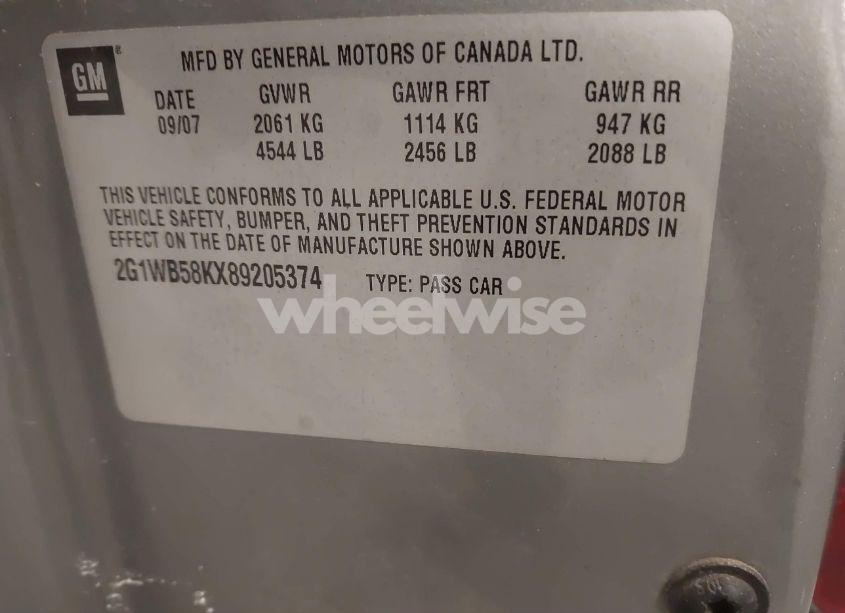 GM
MFD BY GENERAL MOTORS OF CANADA LTD.
DATE GVWR GAWR FRT GAWR RR
09/07 2061 KG 1114 KG 947 KG
4544 LB 2456 LB 2088 LB
THIS VEHICLE CONFORMS TO ALL APPLICABLE U.S. FEDERAL MOTOR
VEHICLE SAFETY, BUMPER, AND THEFT PREVENTION STANDARDS IN
EFFECT ON THE DATE OF MANUFACTURE SHOWN ABOVE.
2G1WB58KX89205374 TYPE: PASS CAR
wheelwise